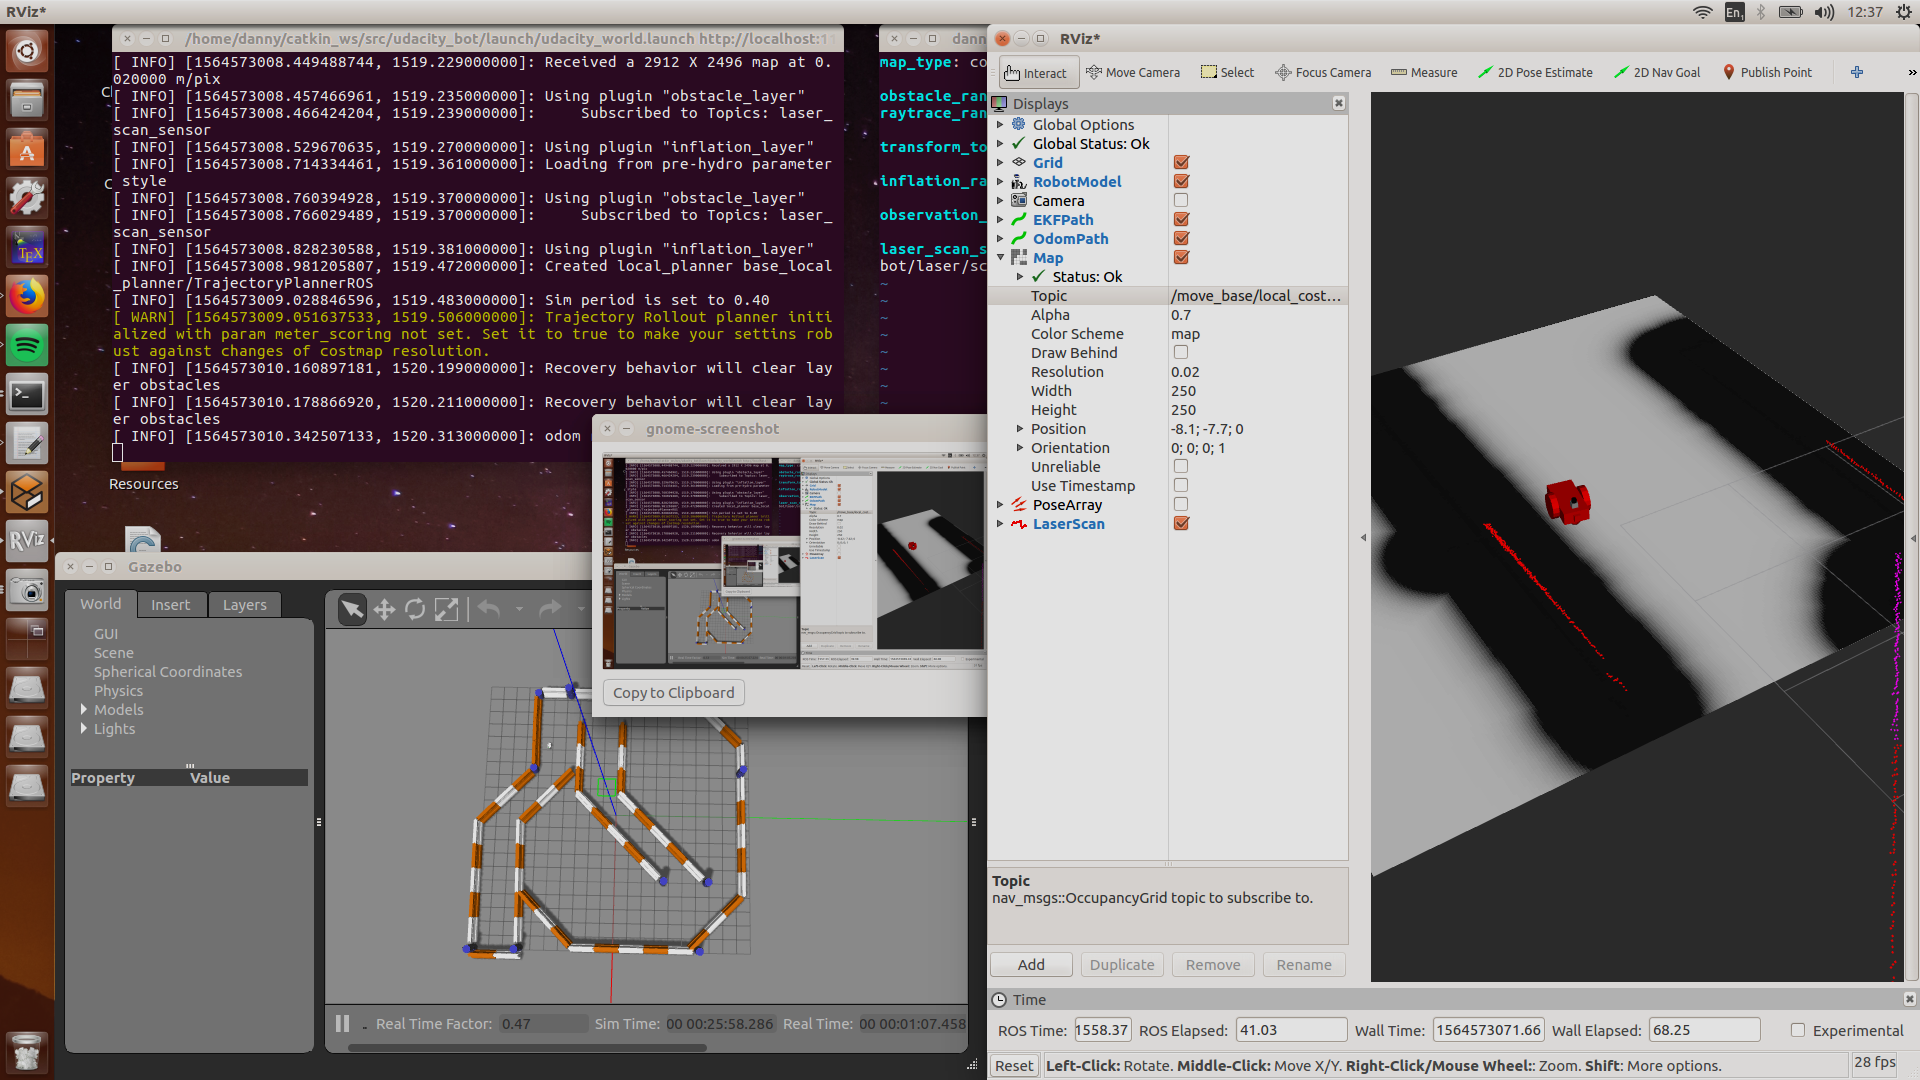 RViz*
En1
12:37
/home/danny/catkin_ws/src/udacity_bot/launch/udacity_world.launch http://localhost:11
[ INFO] [1564573008.449488744, 1519.229000000]: Received a 2912 X 2496 map at 0.
020000 m/pix
[ INFO] [1564573008.457466961, 1519.235000000]: Using plugin "obstacle_layer"
[ INFO] [1564573008.466424204, 1519.239000000]:     Subscribed to Topics: laser_
scan_sensor
[ INFO] [1564573008.529670635, 1519.270000000]: Using plugin "inflation_layer"
[ INFO] [1564573008.714334461, 1519.361000000]: Loading from pre-hydro parameter
 style
[ INFO] [1564573008.760394928, 1519.370000000]: Using plugin "obstacle_layer"
[ INFO] [1564573008.766029489, 1519.370000000]:     Subscribed to Topics: laser_
scan_sensor
[ INFO] [1564573008.828230588, 1519.381000000]: Using plugin "inflation_layer"
[ INFO] [1564573008.981205807, 1519.472000000]: Created local_planner base_local
_planner/TrajectoryPlannerROS
[ INFO] [1564573009.028846596, 1519.483000000]: Sim period is set to 0.40
[ WARN] [1564573009.051637533, 1519.506000000]: Trajectory Rollout planner initi
alized with param meter_scoring not set. Set it to true to make your settins rob
ust against changes of costmap resolution.
[ INFO] [1564573010.160897181, 1520.199000000]: Recovery behavior will clear lay
er obstacles
[ INFO] [1564573010.178866920, 1520.211000000]: Recovery behavior will clear lay
er obstacles
[ INFO] [1564573010.342507133, 1520.313000000]: odom
Resources
dann
map_type: co
obstacle_ran
raytrace_ran
transform_to
inflation_ra
observation_
laser_scan_s
bot/laser/sc
gnome-screenshot
Copy to Clipboard
Gazebo
World Insert Layers
GUI
Scene
Spherical Coordinates
Physics
Models
Lights
Property Value
Real Time Factor: 0.47 Sim Time: 00 00:25:58.286 Real Time: 00 00:01:07.458
RViz*
Interact Move Camera Select Focus Camera Measure 2D Pose Estimate 2D Nav Goal Publish Point
Displays
Global Options
Global Status: Ok
Grid
RobotModel
Camera
EKFPath
OdomPath
Map
Status: Ok
Topic /move_base/local_cost...
Alpha 0.7
Color Scheme map
Draw Behind
Resolution 0.02
Width 250
Height 250
Position -8.1; -7.7; 0
Orientation 0; 0; 0; 1
Unreliable
Use Timestamp
PoseArray
LaserScan
Topic
nav_msgs::OccupancyGrid topic to subscribe to.
Add Duplicate Remove Rename
Time
ROS Time: 1558.37 ROS Elapsed: 41.03 Wall Time: 1564573071.66 Wall Elapsed: 68.25 Experimental
Reset Left-Click: Rotate. Middle-Click: Move X/Y. Right-Click/Mouse Wheel:: Zoom. Shift: More options. 28 fps